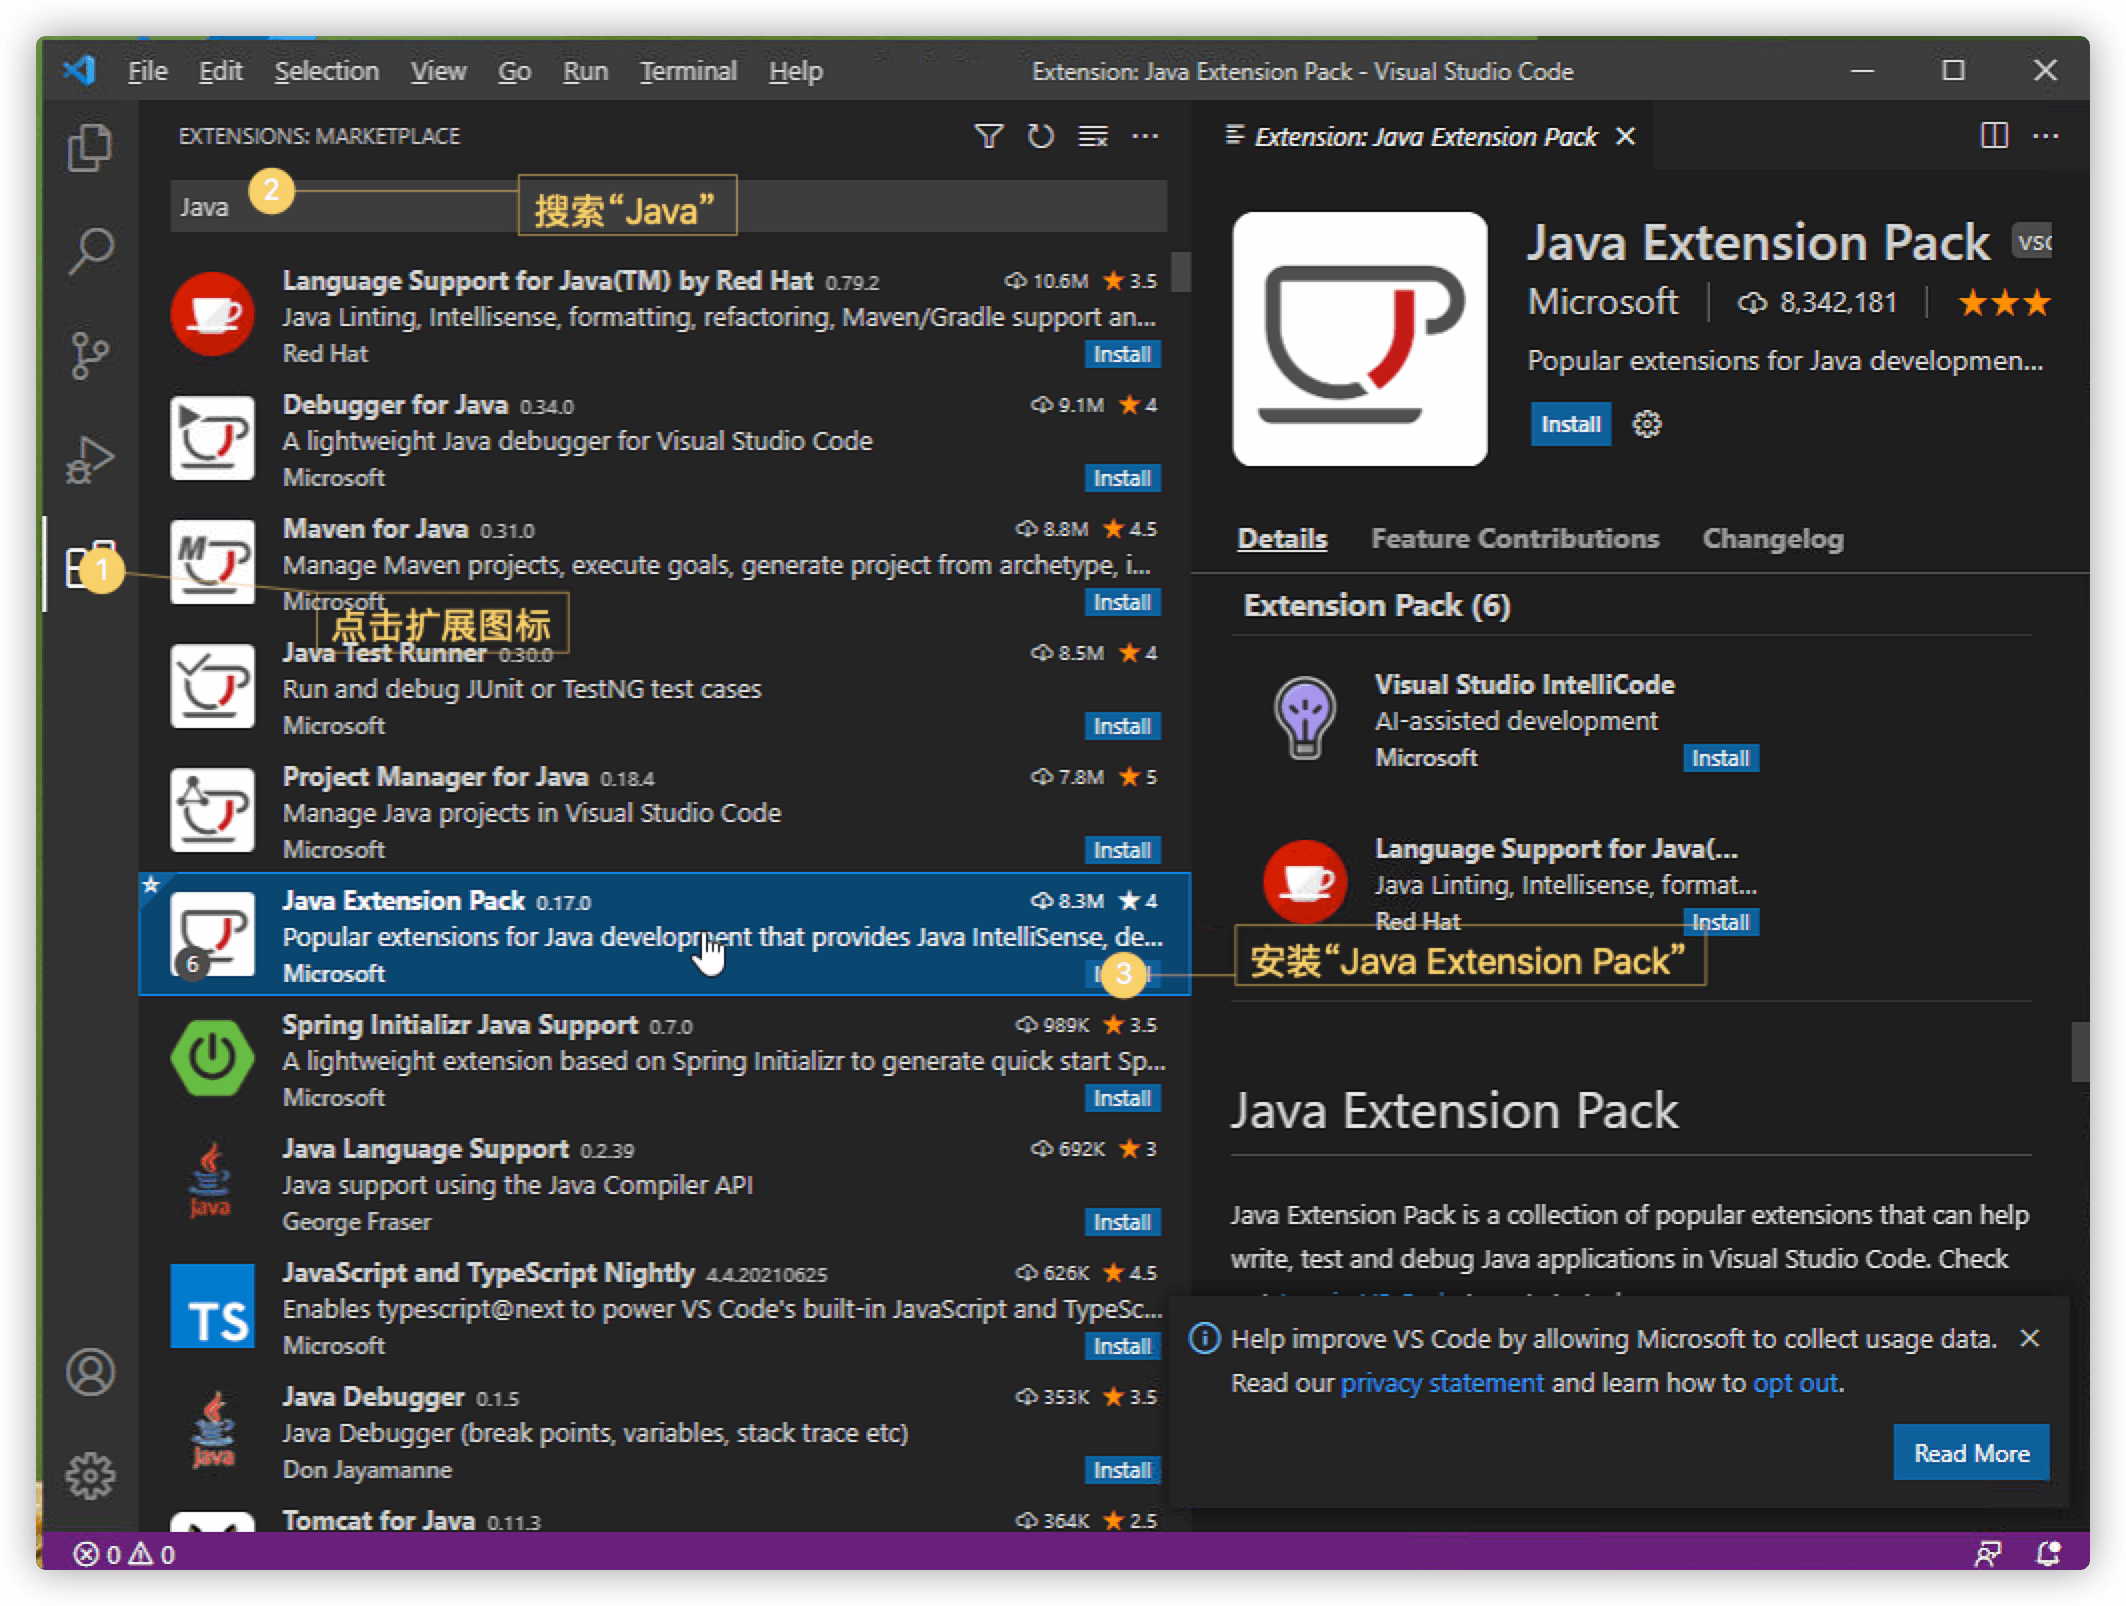 File Edit Selection View Go Run Terminal Help
Extension: Java Extension Pack - Visual Studio Code
EXTENSIONS: MARKETPLACE
Java
2
搜索“Java”
Language Support for Java(TM) by Red Hat 0.79.2 10.6M 3.5
Java Linting, Intellisense, formatting, refactoring, Maven/Gradle support an...
Red Hat Install
Debugger for Java 0.34.0 9.1M 4
A lightweight Java debugger for Visual Studio Code
Microsoft Install
Maven for Java 0.31.0 8.8M 4.5
Manage Maven projects, execute goals, generate project from archetype, i...
Microsoft Install
1
点击扩展图标
Java Test Runner 0.30.0 8.5M 4
Run and debug JUnit or TestNG test cases
Microsoft Install
Project Manager for Java 0.18.4 7.8M 5
Manage Java projects in Visual Studio Code
Microsoft Install
Java Extension Pack 0.17.0 8.3M 4
Popular extensions for Java development that provides Java IntelliSense, de...
6
Microsoft
3
安装“Java Extension Pack”
Spring Initializr Java Support 0.7.0 989K 3.5
A lightweight extension based on Spring Initializr to generate quick start Sp...
Microsoft Install
Java Language Support 0.2.39 692K 3
Java support using the Java Compiler API
Java
George Fraser Install
JavaScript and TypeScript Nightly 4.4.20210625 626K 4.5
Enables typescript@next to power VS Code's built-in JavaScript and TypeSc...
TS
Microsoft Install
Java Debugger 0.1.5 353K 3.5
Java Debugger (break points, variables, stack trace etc)
Java
Don Jayamanne Install
Tomcat for Java 0.11.3 364K 2.5
Extension: Java Extension Pack
Java Extension Pack
Microsoft 8,342,181
Popular extensions for Java developmen...
Install
Details Feature Contributions Changelog
Extension Pack (6)
Visual Studio IntelliCode
AI-assisted development
Microsoft Install
Language Support for Java(...
Java Linting, Intellisense, format...
Red Hat Install
Java Extension Pack
Java Extension Pack is a collection of popular extensions that can help
write, test and debug Java applications in Visual Studio Code. Check
Help improve VS Code by allowing Microsoft to collect usage data.
Read our privacy statement and learn how to opt out.
Read More
0 0